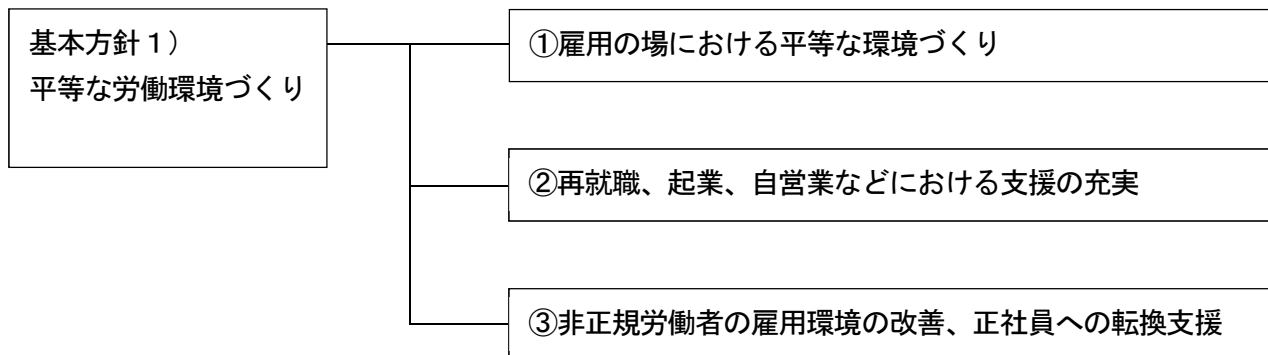 基本方針１）
平等な労働環境づくり
①雇用の場における平等な環境づくり
②再就職、起業、自営業などにおける支援の充実
③非正規労働者の雇用環境の改善、正社員への転換支援